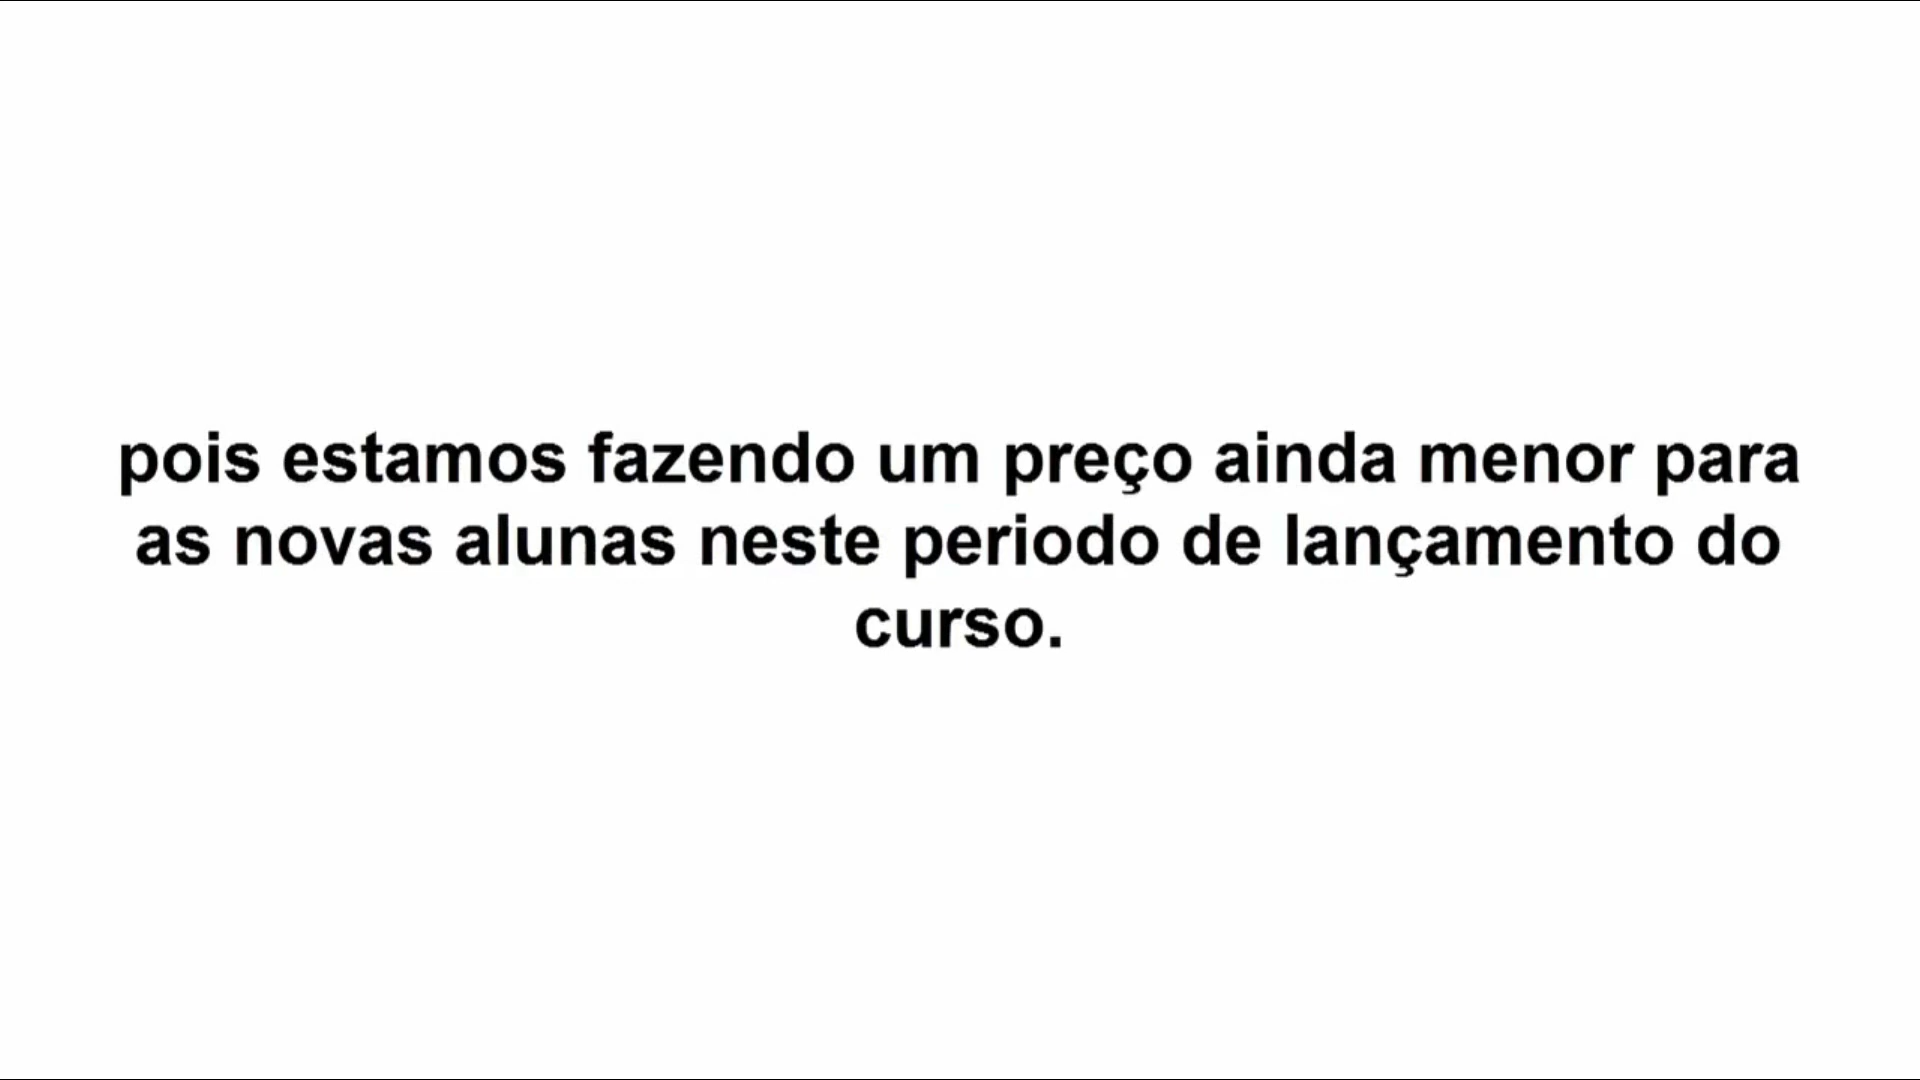 pois estamos fazendo um preço ainda menor para
as novas alunas neste periodo de lançamento do
curso.